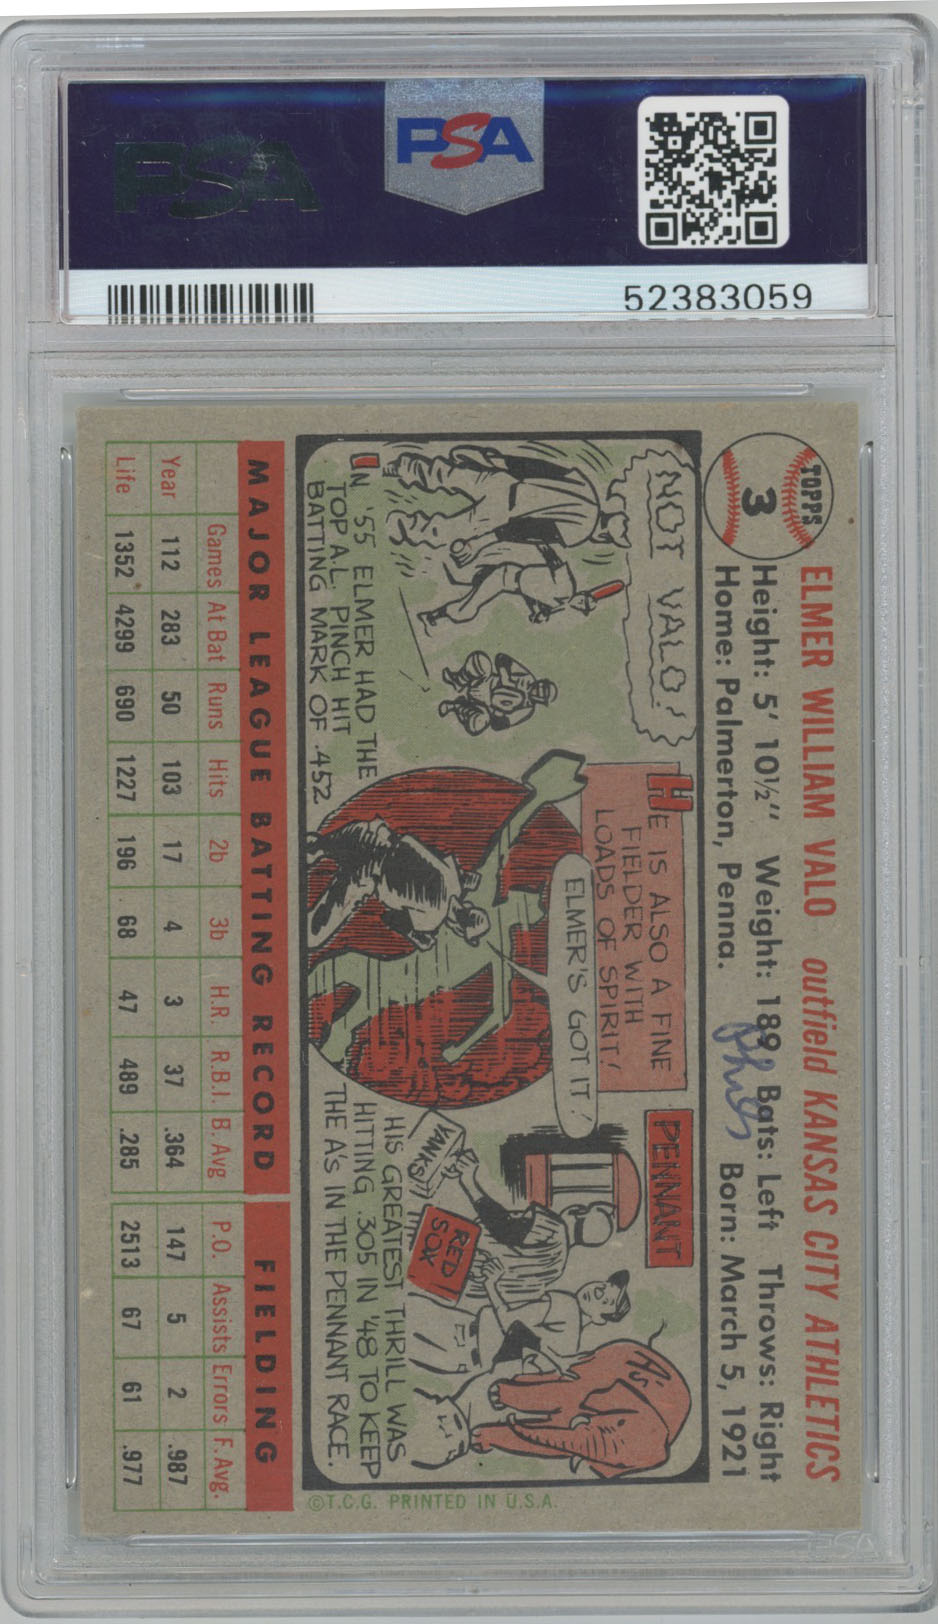 PSA
PSA
52383059
TOPPS
3
ELMER WILLIAM VALO outfield KANSAS CITY ATHLETICS
Height: 5' 10½" Weight: 189 Bats: Left Throws: Right
Home: Palmerton, Penna. Born: March 5, 1921
Phils
NOT VALO!
IN '55 ELMER HAD THE
TOP A.L. PINCH HIT
BATTING MARK OF .452
HE IS ALSO A FINE
FIELDER WITH
LOADS OF SPIRIT!
ELMER'S GOT IT!
PENNANT
YANKS
RED
SOX
A's
HIS GREATEST THRILL WAS
HITTING .305 IN '48 TO KEEP
THE A'S IN THE PENNANT RACE.
MAJOR LEAGUE BATTING RECORD FIELDING
Games At Bat Runs Hits 2b 3b H.R. R.B.I. B. Avg P.O. Assists Errors F. Avg.
Year 112 283 50 103 17 4 3 37 .364 147 5 2 .987
Life 1352 4299 690 1227 196 68 47 489 .285 2513 67 61 .977
©T.C.G. PRINTED IN U.S.A.